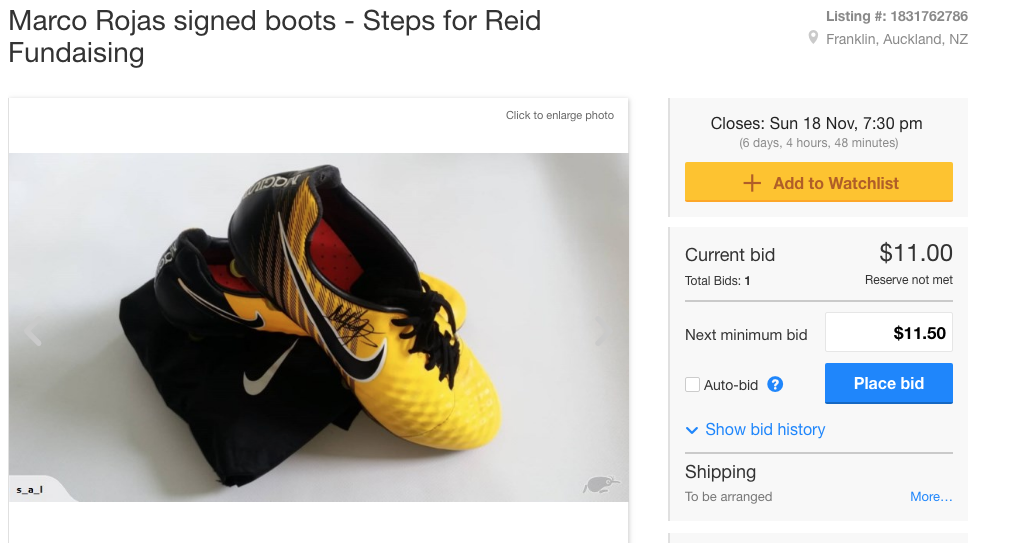 Marco Rojas signed boots - Steps for Reid
Fundaising
Listing #: 1831762786
Franklin, Auckland, NZ
Click to enlarge photo
s_a_l
Closes: Sun 18 Nov, 7:30 pm
(6 days, 4 hours, 48 minutes)
+ Add to Watchlist
Current bid $11.00
Total Bids: 1 Reserve not met
Next minimum bid $11.50
Auto-bid ? Place bid
Show bid history
Shipping
To be arranged More...